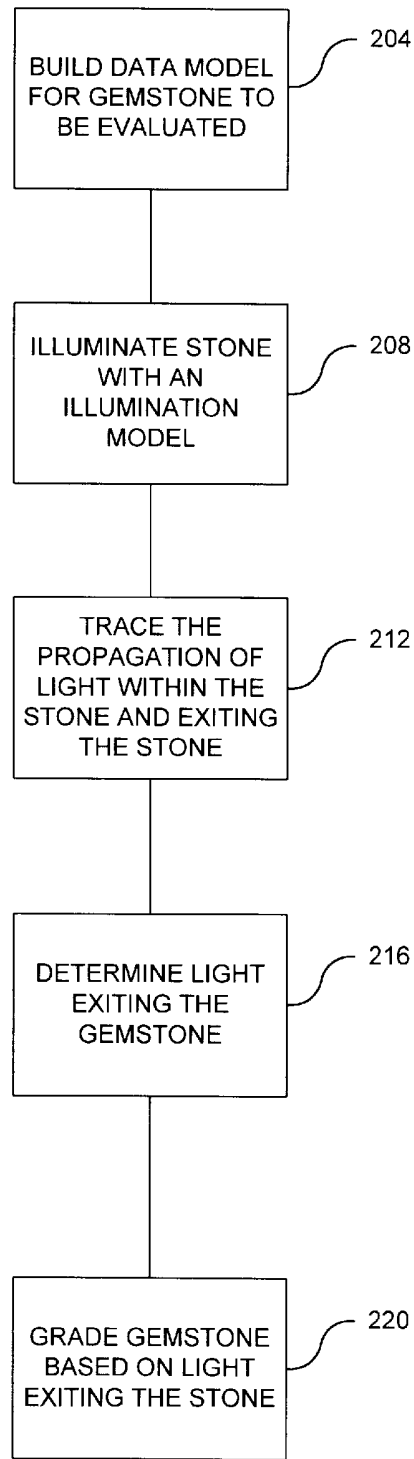 BUILD DATA MODEL
FOR GEMSTONE TO
BE EVALUATED
204
ILLUMINATE STONE
WITH AN
ILLUMINATION
MODEL
208
TRACE THE
PROPAGATION OF
LIGHT WITHIN THE
STONE AND EXITING
THE STONE
212
DETERMINE LIGHT
EXITING THE
GEMSTONE
216
GRADE GEMSTONE
BASED ON LIGHT
EXITING THE STONE
220